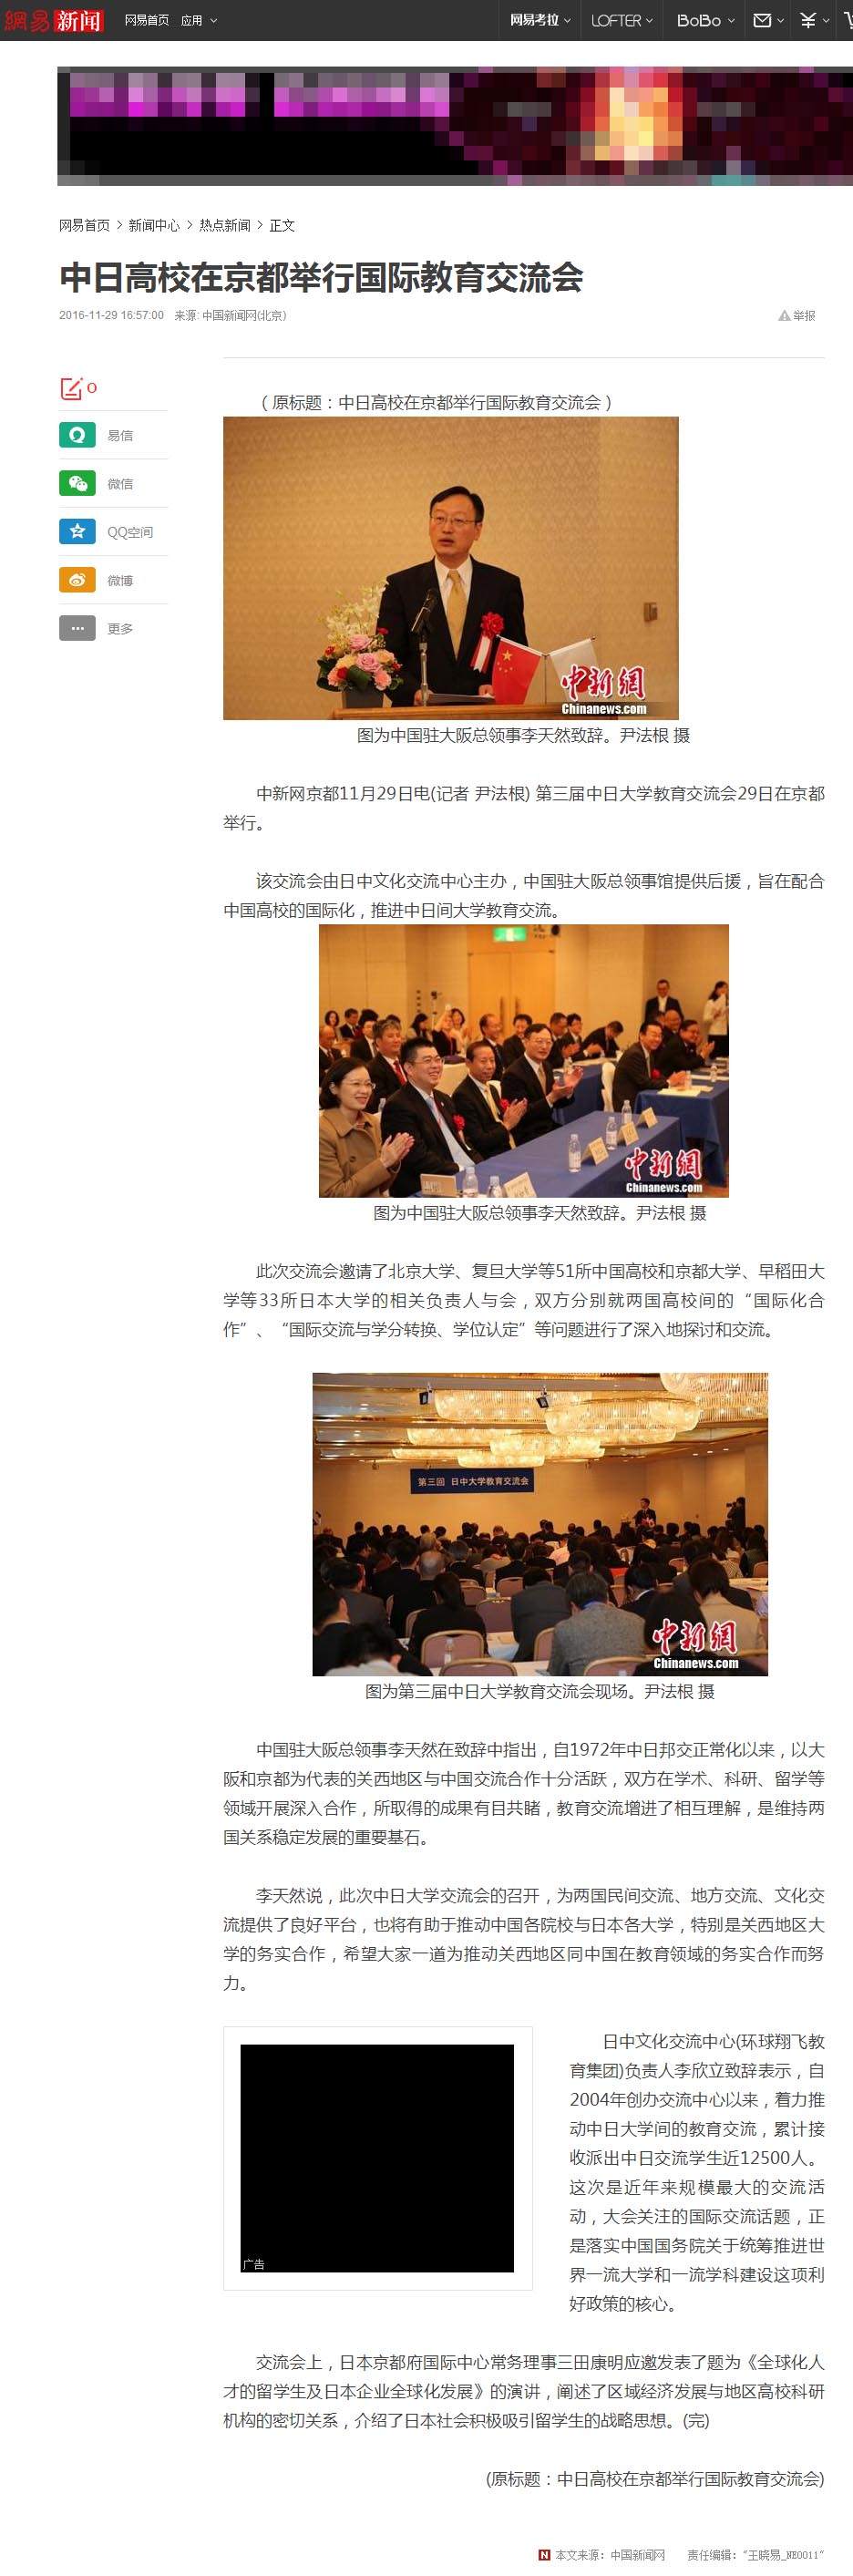 網易 新闻 网易首页 应用 网易考拉 LOFTER BoBo
网易首页 > 新闻中心 > 热点新闻 > 正文
中日高校在京都举行国际教育交流会
2016-11-29 16:57:00 来源: 中国新闻网(北京)
举报
0
易信
微信
QQ空间
微博
更多
（原标题：中日高校在京都举行国际教育交流会）
中新網
Chinanews.com
图为中国驻大阪总领事李天然致辞。尹法根 摄
中新网京都11月29日电(记者 尹法根) 第三届中日大学教育交流会29日在京都
举行。
该交流会由日中文化交流中心主办，中国驻大阪总领事馆提供后援，旨在配合
中国高校的国际化，推进中日间大学教育交流。
中新網
Chinanews.com
图为中国驻大阪总领事李天然致辞。尹法根 摄
此次交流会邀请了北京大学、复旦大学等51所中国高校和京都大学、早稻田大
学等33所日本大学的相关负责人与会，双方分别就两国高校间的“国际化合
作”、“国际交流与学分转换、学位认定”等问题进行了深入地探讨和交流。
第三回 日中大学教育交流会
中新網
Chinanews.com
图为第三届中日大学教育交流会现场。尹法根 摄
中国驻大阪总领事李天然在致辞中指出，自1972年中日邦交正常化以来，以大
阪和京都为代表的关西地区与中国交流合作十分活跃，双方在学术、科研、留学等
领域开展深入合作，所取得的成果有目共睹，教育交流增进了相互理解，是维持两
国关系稳定发展的重要基石。
李天然说，此次中日大学交流会的召开，为两国民间交流、地方交流、文化交
流提供了良好平台，也将有助于推动中国各院校与日本各大学，特别是关西地区大
学的务实合作，希望大家一道为推动关西地区同中国在教育领域的务实合作而努
力。
广告
日中文化交流中心(环球翔飞教
育集团)负责人李欣立致辞表示，自
2004年创办交流中心以来，着力推
动中日大学间的教育交流，累计接
收派出中日交流学生近12500人。
这次是近年来规模最大的交流活
动，大会关注的国际交流话题，正
是落实中国国务院关于统筹推进世
界一流大学和一流学科建设这项利
好政策的核心。
交流会上，日本京都府国际中心常务理事三田康明应邀发表了题为《全球化人
才的留学生及日本企业全球化发展》的演讲，阐述了区域经济发展与地区高校科研
机构的密切关系，介绍了日本社会积极吸引留学生的战略思想。(完)
(原标题：中日高校在京都举行国际教育交流会)
N 本文来源：中国新闻网 责任编辑：“王晓易_NE0011”